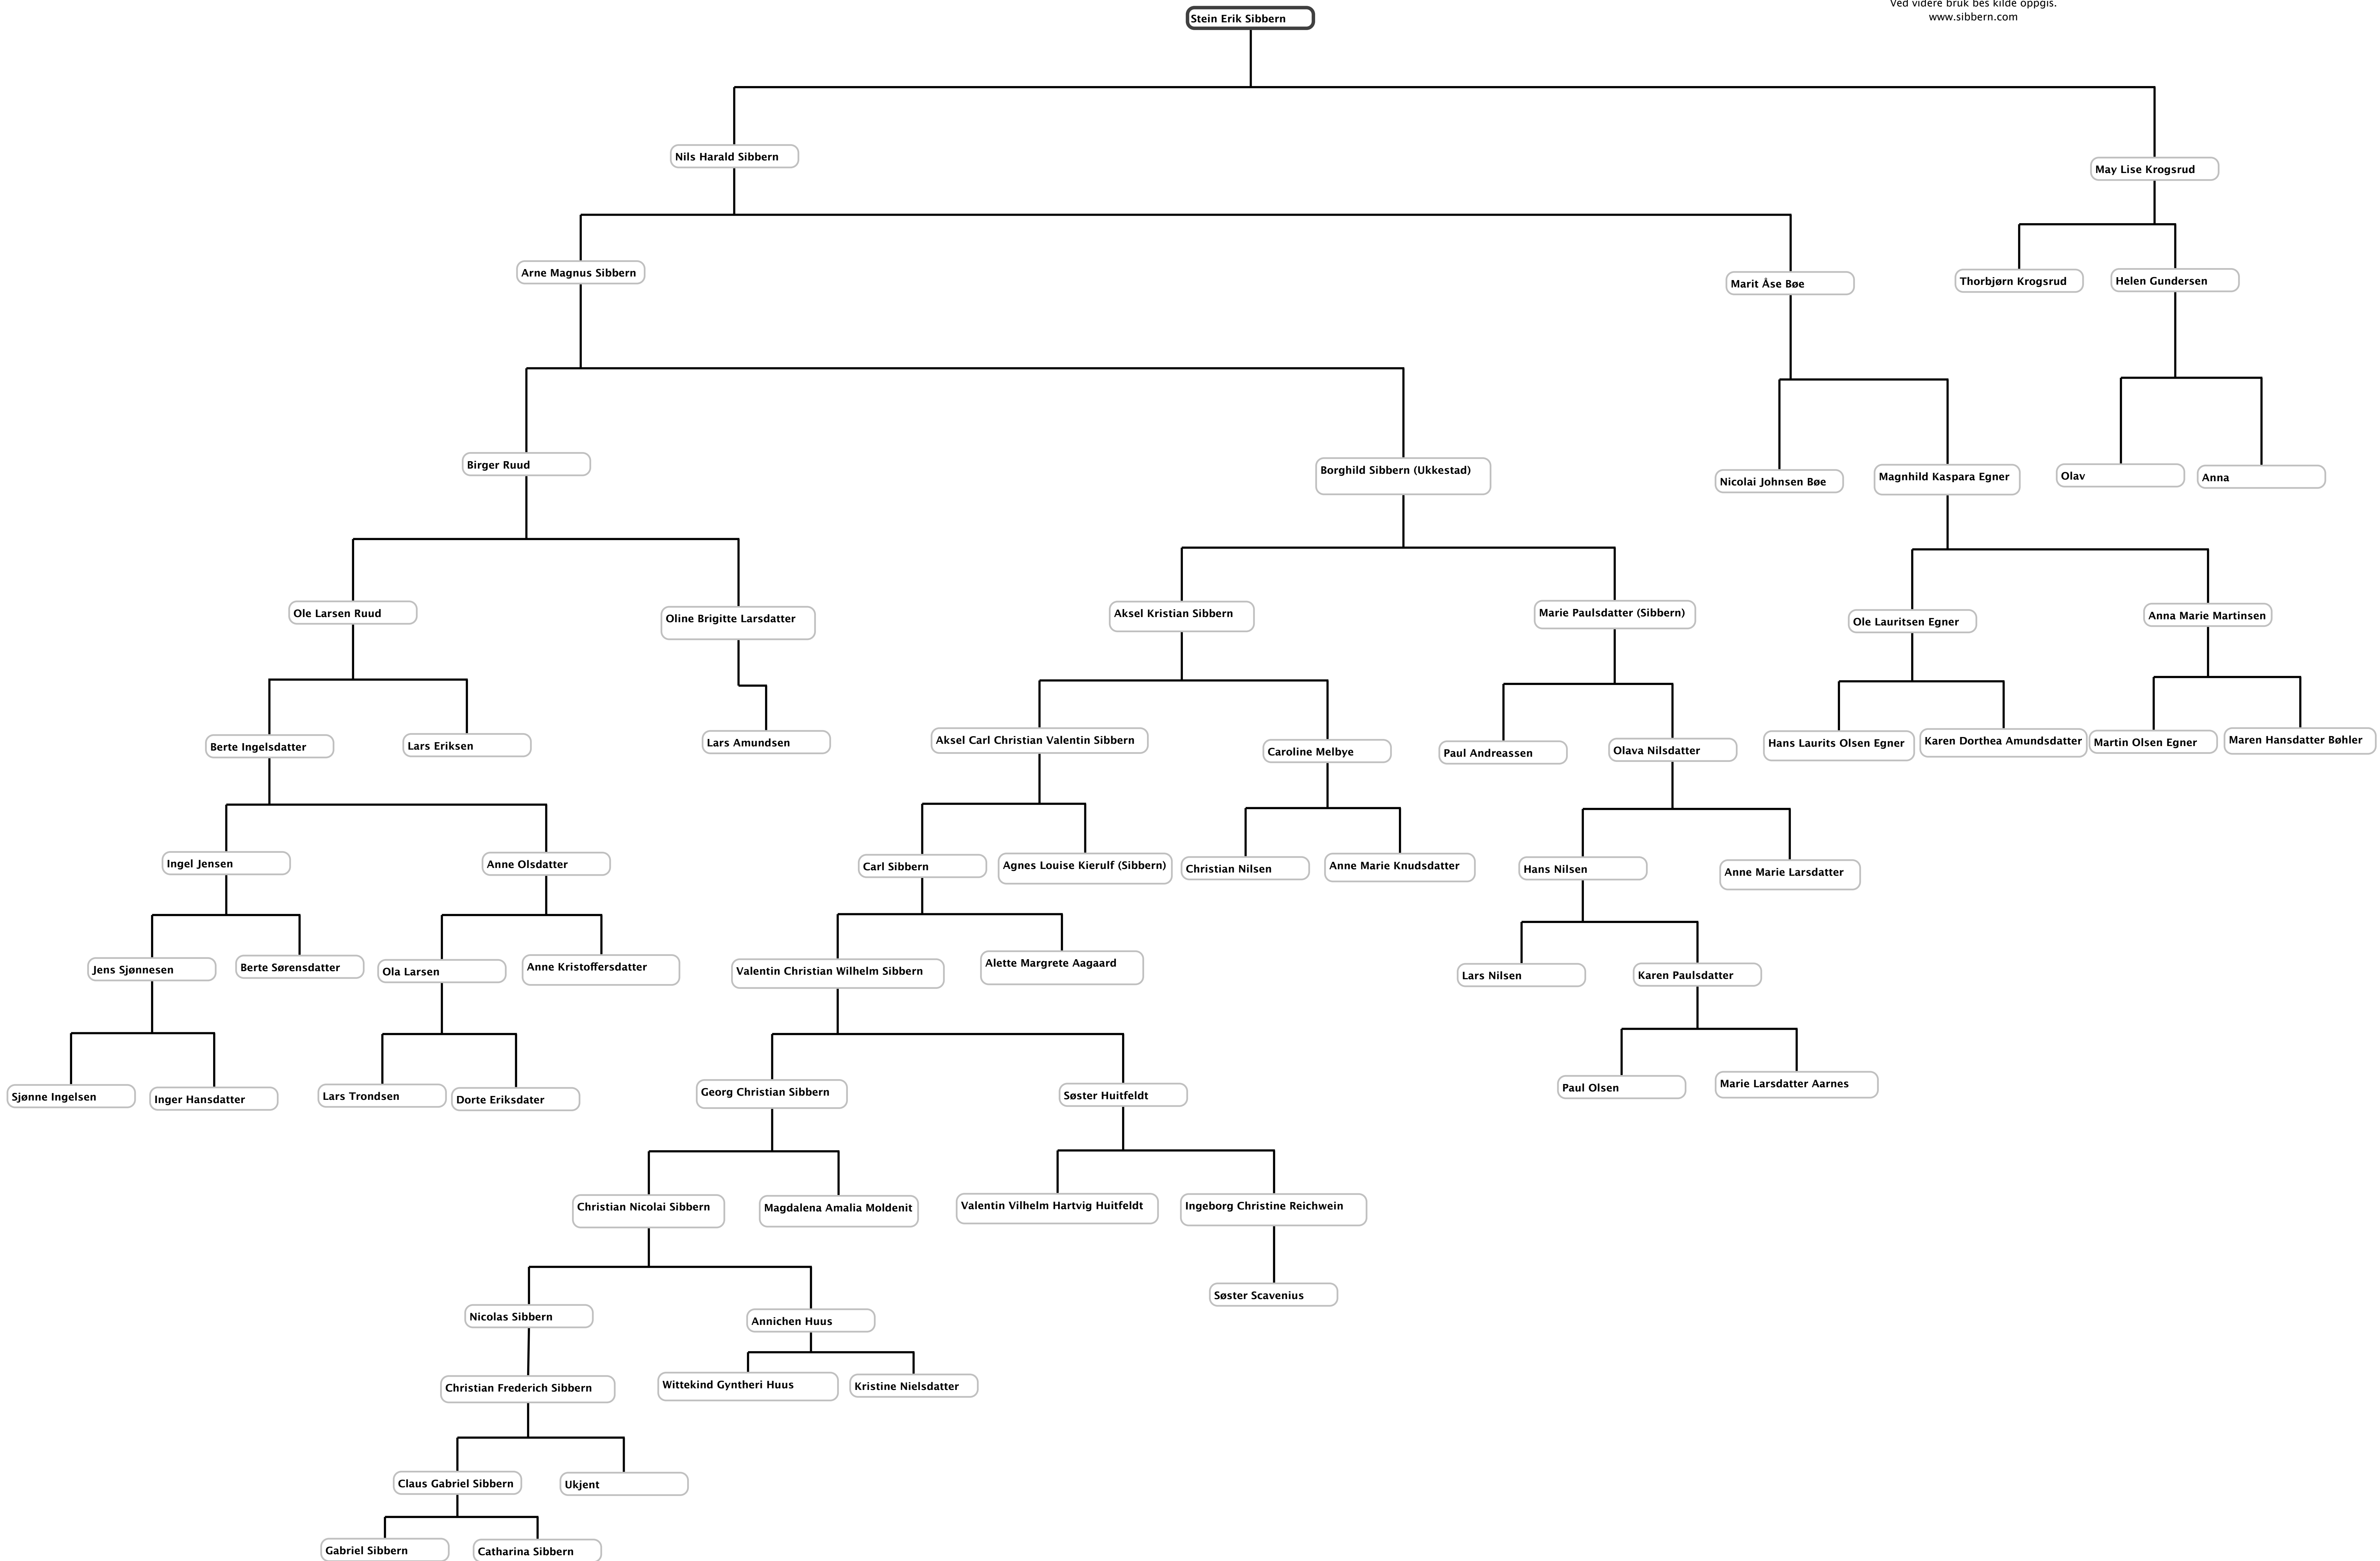 Ved videre bruk bes kilde oppgis.
www.sibbern.com
Stein Erik Sibbern
Nils Harald Sibbern
May Lise Krogsrud
Arne Magnus Sibbern
Marit Åse Bøe
Thorbjørn Krogsrud
Helen Gundersen
Birger Ruud
Borghild Sibbern (Ukkestad)
Nicolai Johnsen Bøe
Magnhild Kaspara Egner
Olav
Anna
Ole Larsen Ruud
Oline Brigitte Larsdatter
Aksel Kristian Sibbern
Marie Paulsdatter (Sibbern)
Ole Lauritsen Egner
Anna Marie Martinsen
Berte Ingelsdatter
Lars Eriksen
Lars Amundsen
Aksel Carl Christian Valentin Sibbern
Caroline Melbye
Paul Andreassen
Olava Nilsdatter
Hans Laurits Olsen Egner
Karen Dorthea Amundsdatter
Martin Olsen Egner
Maren Hansdatter Bøhler
Ingel Jensen
Anne Olsdatter
Carl Sibbern
Agnes Louise Kierulf (Sibbern)
Christian Nilsen
Anne Marie Knudsdatter
Hans Nilsen
Anne Marie Larsdatter
Jens Sjønnesen
Berte Sørensdatter
Ola Larsen
Anne Kristoffersdatter
Valentin Christian Wilhelm Sibbern
Alette Margrete Aagaard
Lars Nilsen
Karen Paulsdatter
Sjønne Ingelsen
Inger Hansdatter
Lars Trondsen
Dorte Eriksdater
Georg Christian Sibbern
Søster Huitfeldt
Paul Olsen
Marie Larsdatter Aarnes
Christian Nicolai Sibbern
Magdalena Amalia Moldenit
Valentin Vilhelm Hartvig Huitfeldt
Ingeborg Christine Reichwein
Søster Scavenius
Nicolas Sibbern
Annichen Huus
Christian Frederich Sibbern
Wittekind Gyntheri Huus
Kristine Nielsdatter
Claus Gabriel Sibbern
Ukjent
Gabriel Sibbern
Catharina Sibbern